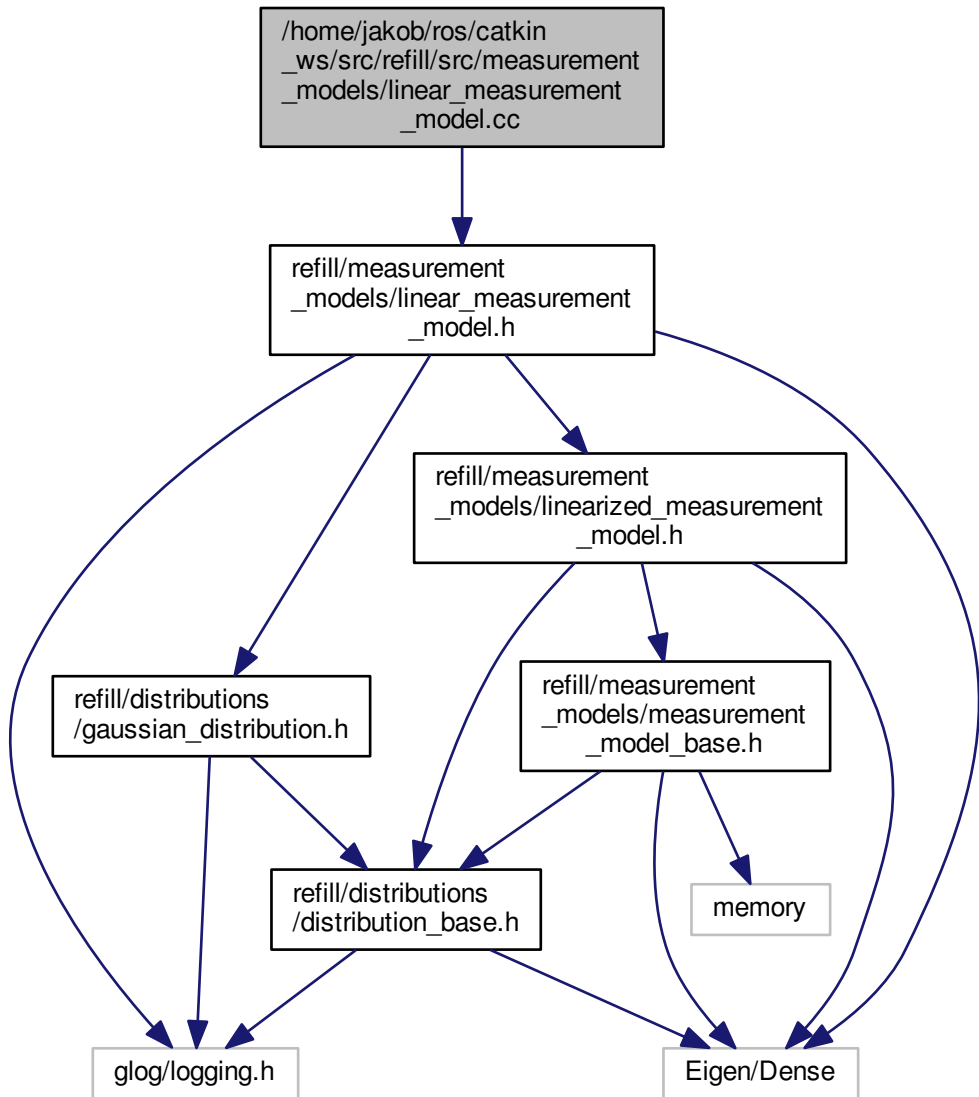 /home/jakob/ros/catkin
_ws/src/refill/src/measurement
_models/linear_measurement
_model.cc
refill/measurement
_models/linear_measurement
_model.h
refill/measurement
_models/linearized_measurement
_model.h
refill/distributions
/gaussian_distribution.h
refill/measurement
_models/measurement
_model_base.h
refill/distributions
/distribution_base.h
memory
glog/logging.h
Eigen/Dense